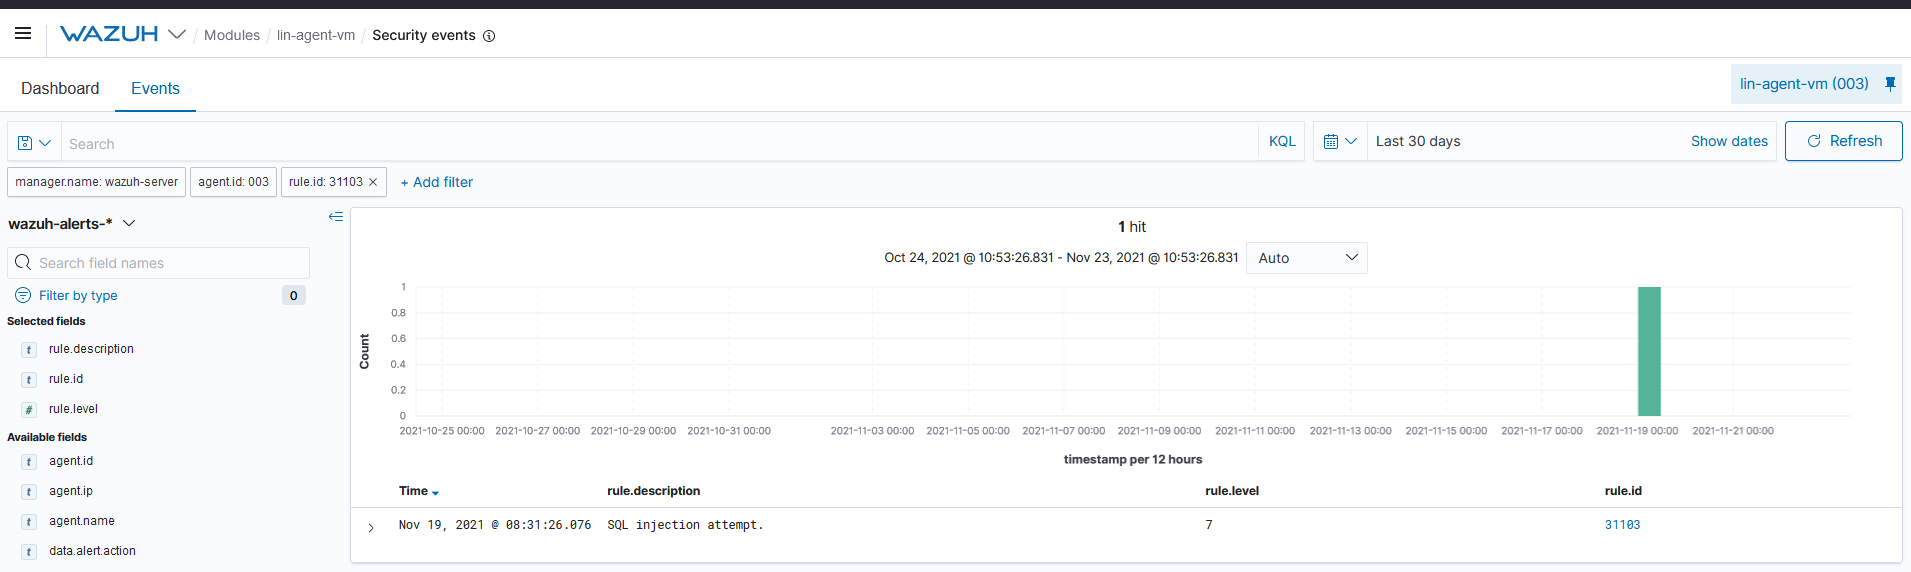 WAZUH / Modules / lin-agent-vm / Security events
Dashboard Events lin-agent-vm (003)
Search KQL Last 30 days Show dates Refresh
manager.name: wazuh-server agent.id: 003 rule.id: 31103 × + Add filter
wazuh-alerts-*
Search field names
Filter by type 0
Selected fields
t rule.description
t rule.id
# rule.level
Available fields
t agent.id
t agent.ip
t agent.name
t data.alert.action
1 hit
Oct 24, 2021 @ 10:53:26.831 - Nov 23, 2021 @ 10:53:26.831 Auto
Count
1
0.8
0.6
0.4
0.2
0
2021-10-25 00:00 2021-10-27 00:00 2021-10-29 00:00 2021-10-31 00:00 2021-11-03 00:00 2021-11-05 00:00 2021-11-07 00:00 2021-11-09 00:00 2021-11-11 00:00 2021-11-13 00:00 2021-11-15 00:00 2021-11-17 00:00 2021-11-19 00:00 2021-11-21 00:00
timestamp per 12 hours
Time rule.description rule.level rule.id
Nov 19, 2021 @ 08:31:26.076 SQL injection attempt. 7 31103